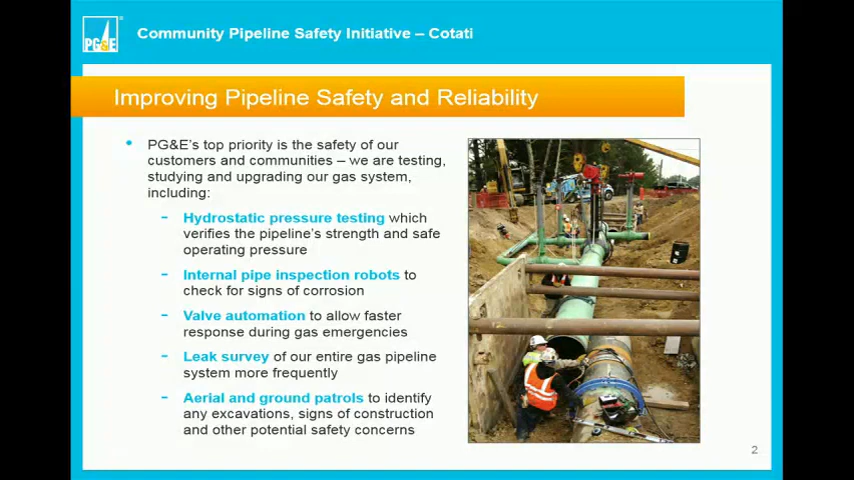 PG&E
Community Pipeline Safety Initiative – Cotati
Improving Pipeline Safety and Reliability
• PG&E's top priority is the safety of our
customers and communities – we are testing,
studying and upgrading our gas system,
including:
− Hydrostatic pressure testing which
verifies the pipeline's strength and safe
operating pressure
− Internal pipe inspection robots to
check for signs of corrosion
− Valve automation to allow faster
response during gas emergencies
− Leak survey of our entire gas pipeline
system more frequently
− Aerial and ground patrols to identify
any excavations, signs of construction
and other potential safety concerns
2